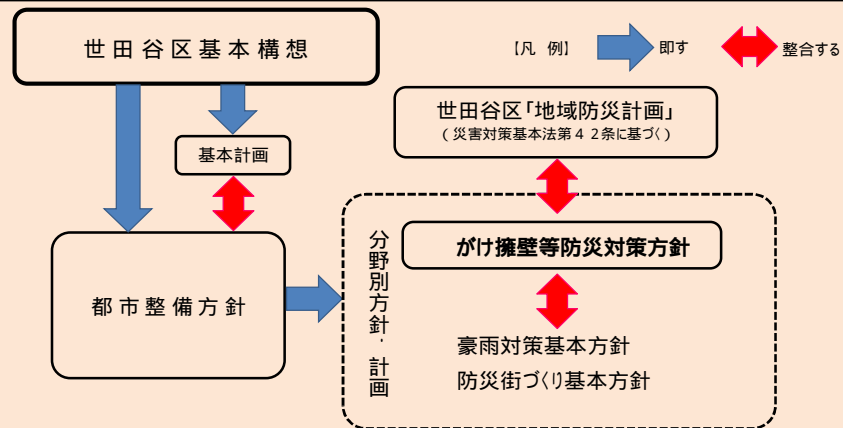 世田谷区基本構想
【凡 例】
即す
整合する
世田谷区「地域防災計画」
(災害対策基本法第42条に基づく)
基本計画
都市整備方針
分野別方針・計画
がけ擁壁等防災対策方針
豪雨対策基本方針
防災街づくり基本方針